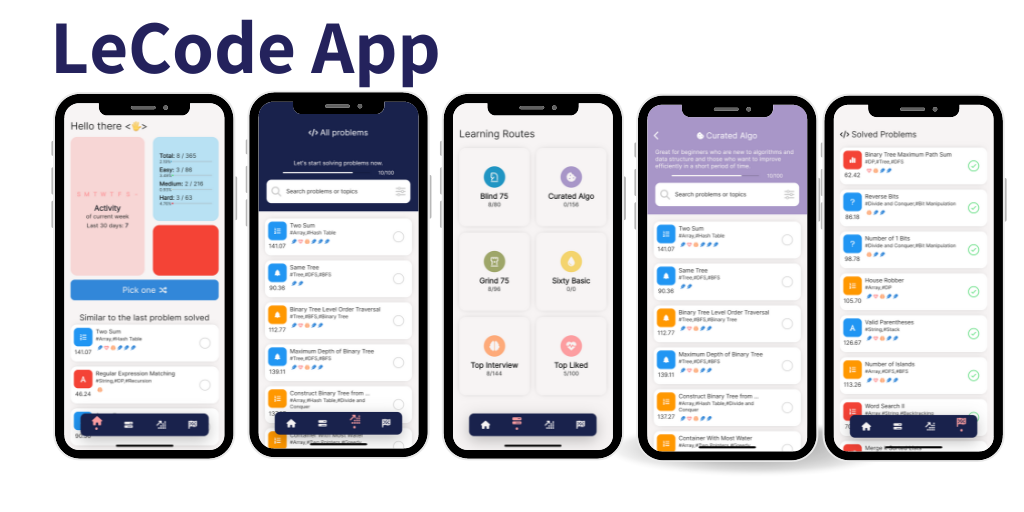 LeCode App
Hello there <👋>
S M T W T F S
Activity
of current week
Last 30 days: 7
Total: 8 / 365
Easy: 3 / 86
Medium: 2 / 216
Hard: 3 / 63
Pick one
Similar to the last problem solved
Two Sum
#Array,#Hash Table
141.07
Regular Expression Matching
#String,#DP,#Recursion
46.24
</> All problems
Let's start solving problems now.
10/100
Search problems or topics
Two Sum
#Array,#Hash Table
141.07
Same Tree
#Tree,#DFS,#BFS
90.36
Binary Tree Level Order Traversal
#Tree,#BFS,#Binary Tree
112.77
Maximum Depth of Binary Tree
#Tree,#DFS,#BFS
139.11
Construct Binary Tree from ...
#Array,#Hash Table,#Divide and
Conquer
Container With Most Water
Learning Routes
Blind 75
8/80
Curated Algo
0/156
Grind 75
8/96
Sixty Basic
0/0
Top Interview
8/144
Top Liked
5/100
Curated Algo
Great for beginners who are new to algorithms and
data structure and those who want to improve
efficiently in a short period of time.
10/100
Search problems or topics
Two Sum
#Array,#Hash Table
141.07
Same Tree
#Tree,#DFS,#BFS
90.36
Binary Tree Level Order Traversal
#Tree,#BFS,#Binary Tree
112.77
Maximum Depth of Binary Tree
#Tree,#DFS,#BFS
139.11
Construct Binary Tree from ...
#Array,#Hash Table,#Divide and
Conquer
137.27
Container With Most Water
#Array,#Two Pointers,#Greedy
</> Solved Problems
Binary Tree Maximum Path Sum
#DP,#Tree,#DFS
62.42
Reverse Bits
#Divide and Conquer,#Bit Manipulation
86.18
Number of 1 Bits
#Divide and Conquer,#Bit Manipulation
98.78
House Robber
#Array,#DP
105.70
Valid Parentheses
#String,#Stack
126.67
Number of Islands
#Array,#DFS,#BFS
113.26
Word Search II
#Array,#String,#Backtracking